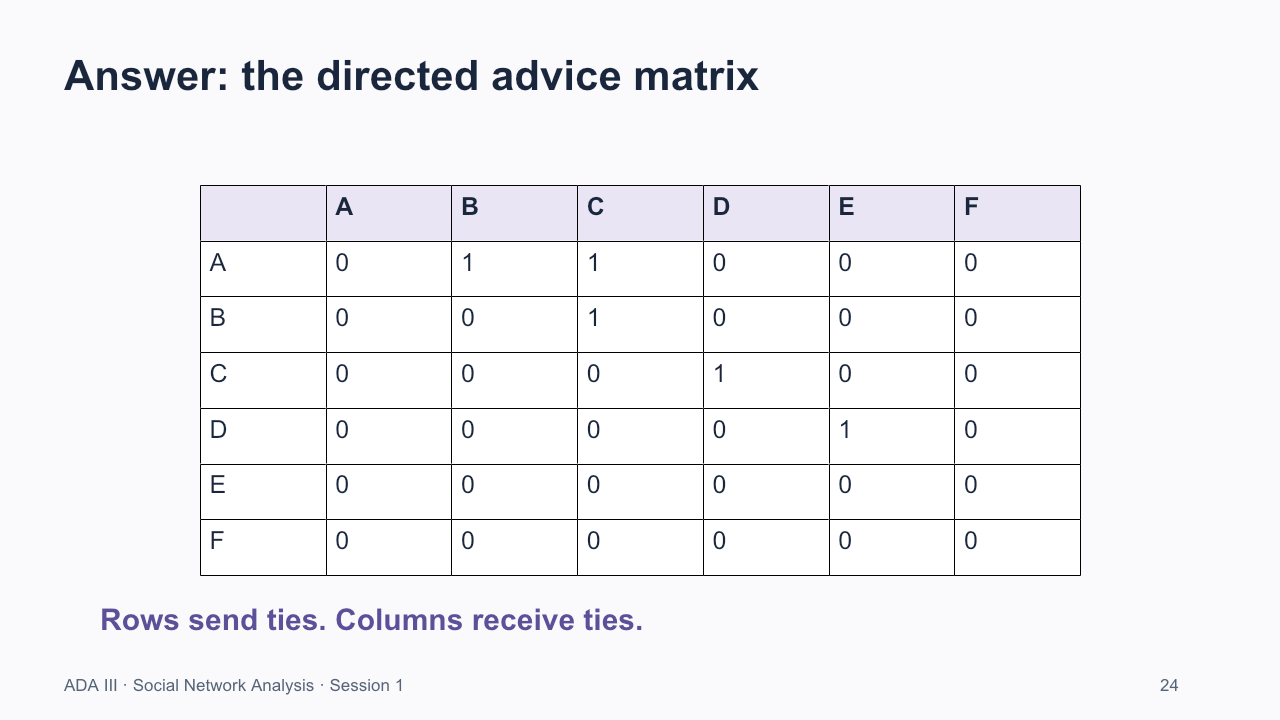 Answer: the directed advice matrix
A B C D E F
A 0 1 1 0 0 0
B 0 0 1 0 0 0
C 0 0 0 1 0 0
D 0 0 0 0 1 0
E 0 0 0 0 0 0
F 0 0 0 0 0 0
Rows send ties. Columns receive ties.
ADA III · Social Network Analysis · Session 1
24